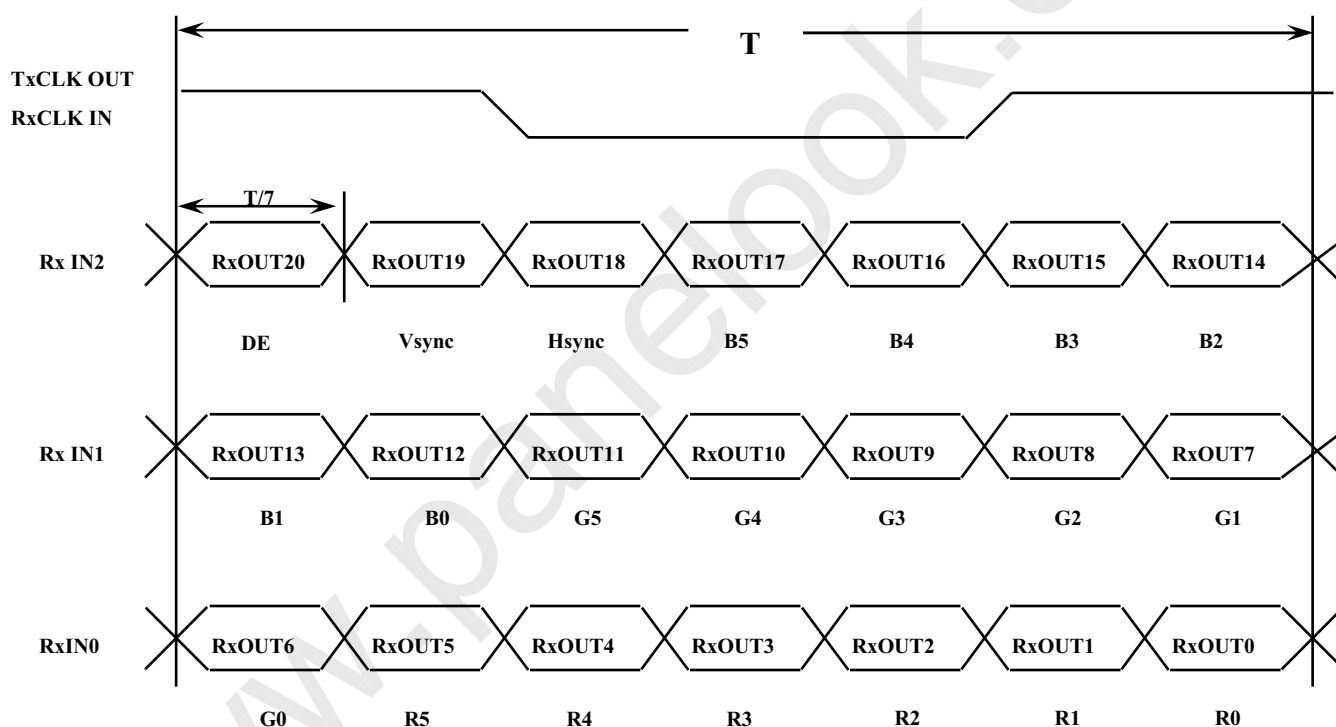 T
TxCLK OUT
RxCLK IN
T/7
Rx IN2 RxOUT20 RxOUT19 RxOUT18 RxOUT17 RxOUT16 RxOUT15 RxOUT14
DE Vsync Hsync B5 B4 B3 B2
Rx IN1 RxOUT13 RxOUT12 RxOUT11 RxOUT10 RxOUT9 RxOUT8 RxOUT7
B1 B0 G5 G4 G3 G2 G1
RxIN0 RxOUT6 RxOUT5 RxOUT4 RxOUT3 RxOUT2 RxOUT1 RxOUT0
G0 R5 R4 R3 R2 R1 R0
w.panelook.c